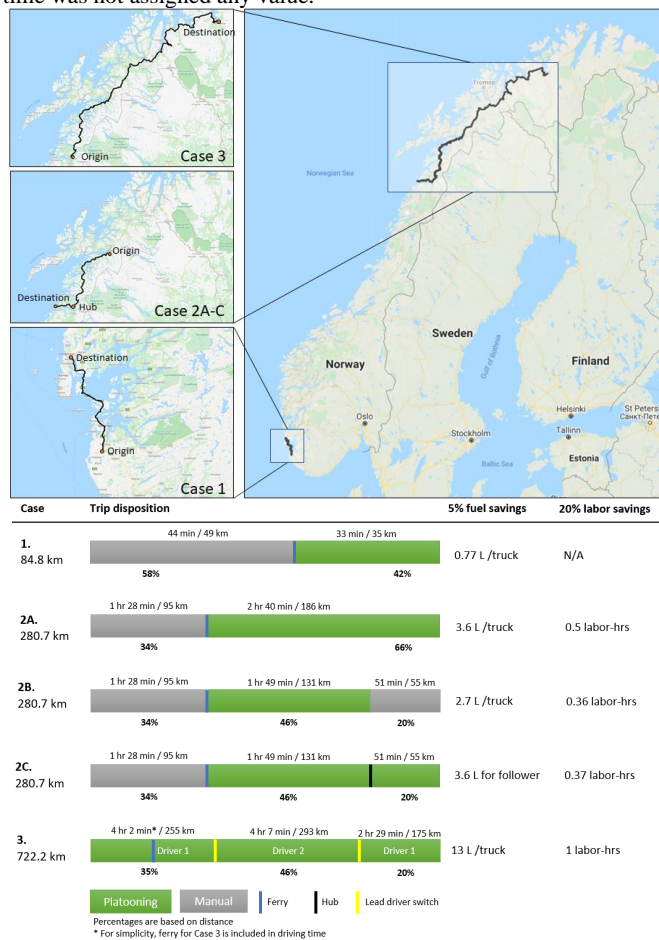 time was not assigned any value.
Destination
Origin
Case 3
Origin
Destination
Hub
Case 2A-C
Destination
Origin
Case 1
Tromsø
Norwegian Sea
Sweden
Norway
Finland
Gulf of Bothnia
Oslo
Helsinki
St Peters
Санкт-Пете
Stockholm
Tallinn
Baltic Sea
Estonia
Case Trip disposition 5% fuel savings 20% labor savings
44 min / 49 km 33 min / 35 km
1.
84.8 km 0.77 L /truck N/A
58% 42%
1 hr 28 min / 95 km 2 hr 40 min / 186 km
2A.
280.7 km 3.6 L /truck 0.5 labor-hrs
34% 66%
1 hr 28 min / 95 km 1 hr 49 min / 131 km 51 min / 55 km
2B.
280.7 km 2.7 L /truck 0.36 labor-hrs
34% 46% 20%
1 hr 28 min / 95 km 1 hr 49 min / 131 km 51 min / 55 km
2C.
280.7 km 3.6 L for follower 0.37 labor-hrs
34% 46% 20%
4 hr 2 min* / 255 km 4 hr 7 min / 293 km 2 hr 29 min / 175 km
3.
722.2 km Driver 1 Driver 2 Driver 1 13 L /truck 1 labor-hrs
35% 46% 20%
Platooning Manual Ferry Hub Lead driver switch
Percentages are based on distance
* For simplicity, ferry for Case 3 is included in driving time